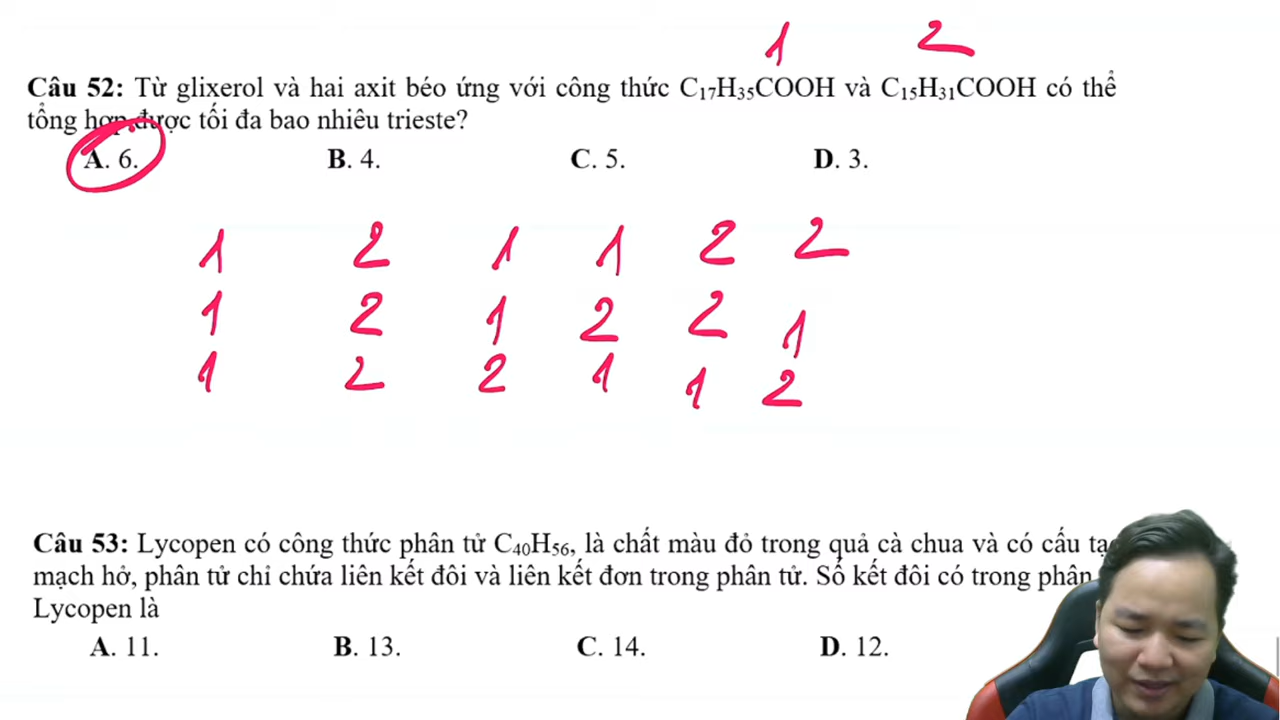 1 2
Câu 52: Từ glixerol và hai axit béo ứng với công thức C₁₇H₃₅COOH và C₁₅H₃₁COOH có thể
tổng hợp được tối đa bao nhiêu trieste?
A. 6. B. 4. C. 5. D. 3.
1 2 1 1 2 2
1 2 1 2 2 1
1 2 2 1 1 2
Câu 53: Lycopen có công thức phân tử C₄₀H₅₆, là chất màu đỏ trong quả cà chua và có cấu
mạch hở, phân tử chỉ chứa liên kết đôi và liên kết đơn trong phân tử. Số kết đôi có trong phân
Lycopen là
A. 11. B. 13. C. 14. D. 12.